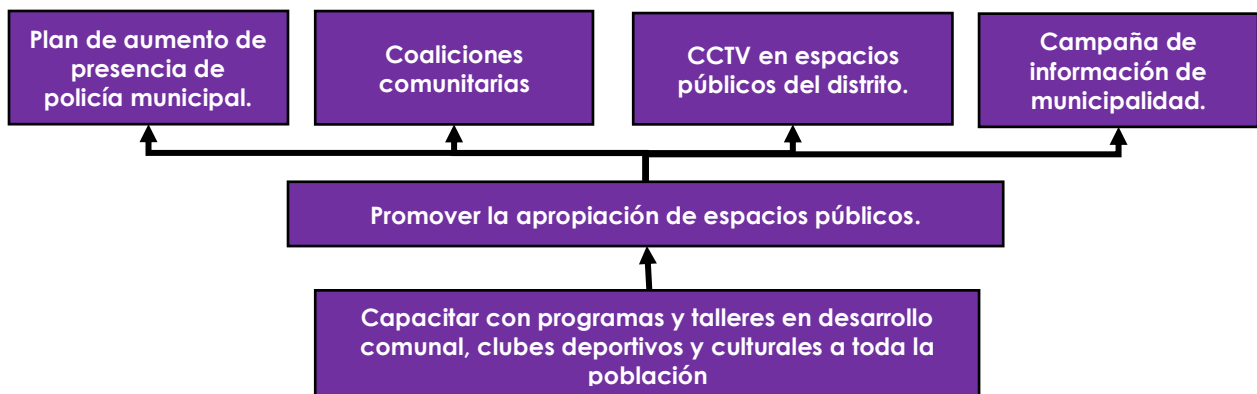 Plan de aumento de
presencia de
policía municipal.
Coaliciones
comunitarias
CCTV en espacios
públicos del distrito.
Campaña de
información de
municipalidad.
Promover la apropiación de espacios públicos.
Capacitar con programas y talleres en desarrollo
comunal, clubes deportivos y culturales a toda la
población